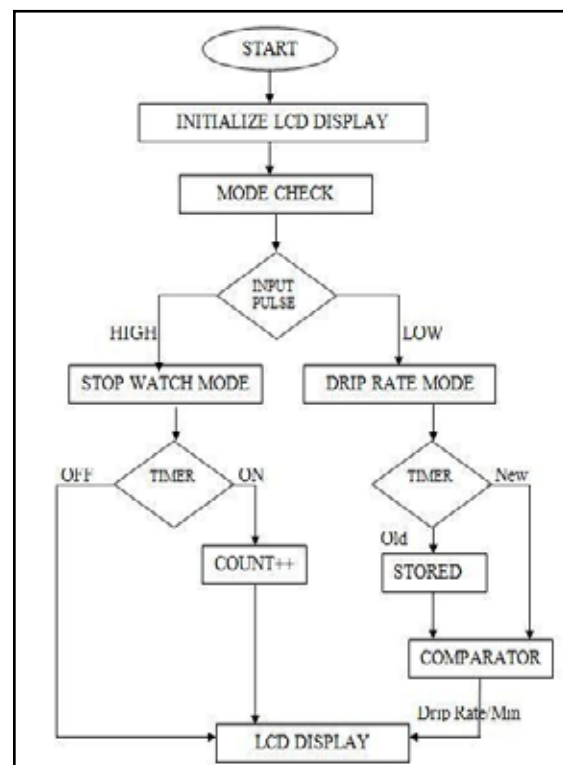 START
INITIALIZE LCD DISPLAY
MODE CHECK
INPUT
PULSE
HIGH
LOW
STOP WATCH MODE
DRIP RATE MODE
OFF
TIMER
ON
TIMER
New
Old
COUNT++
STORED
COMPARATOR
Drip Rate/Min
LCD DISPLAY